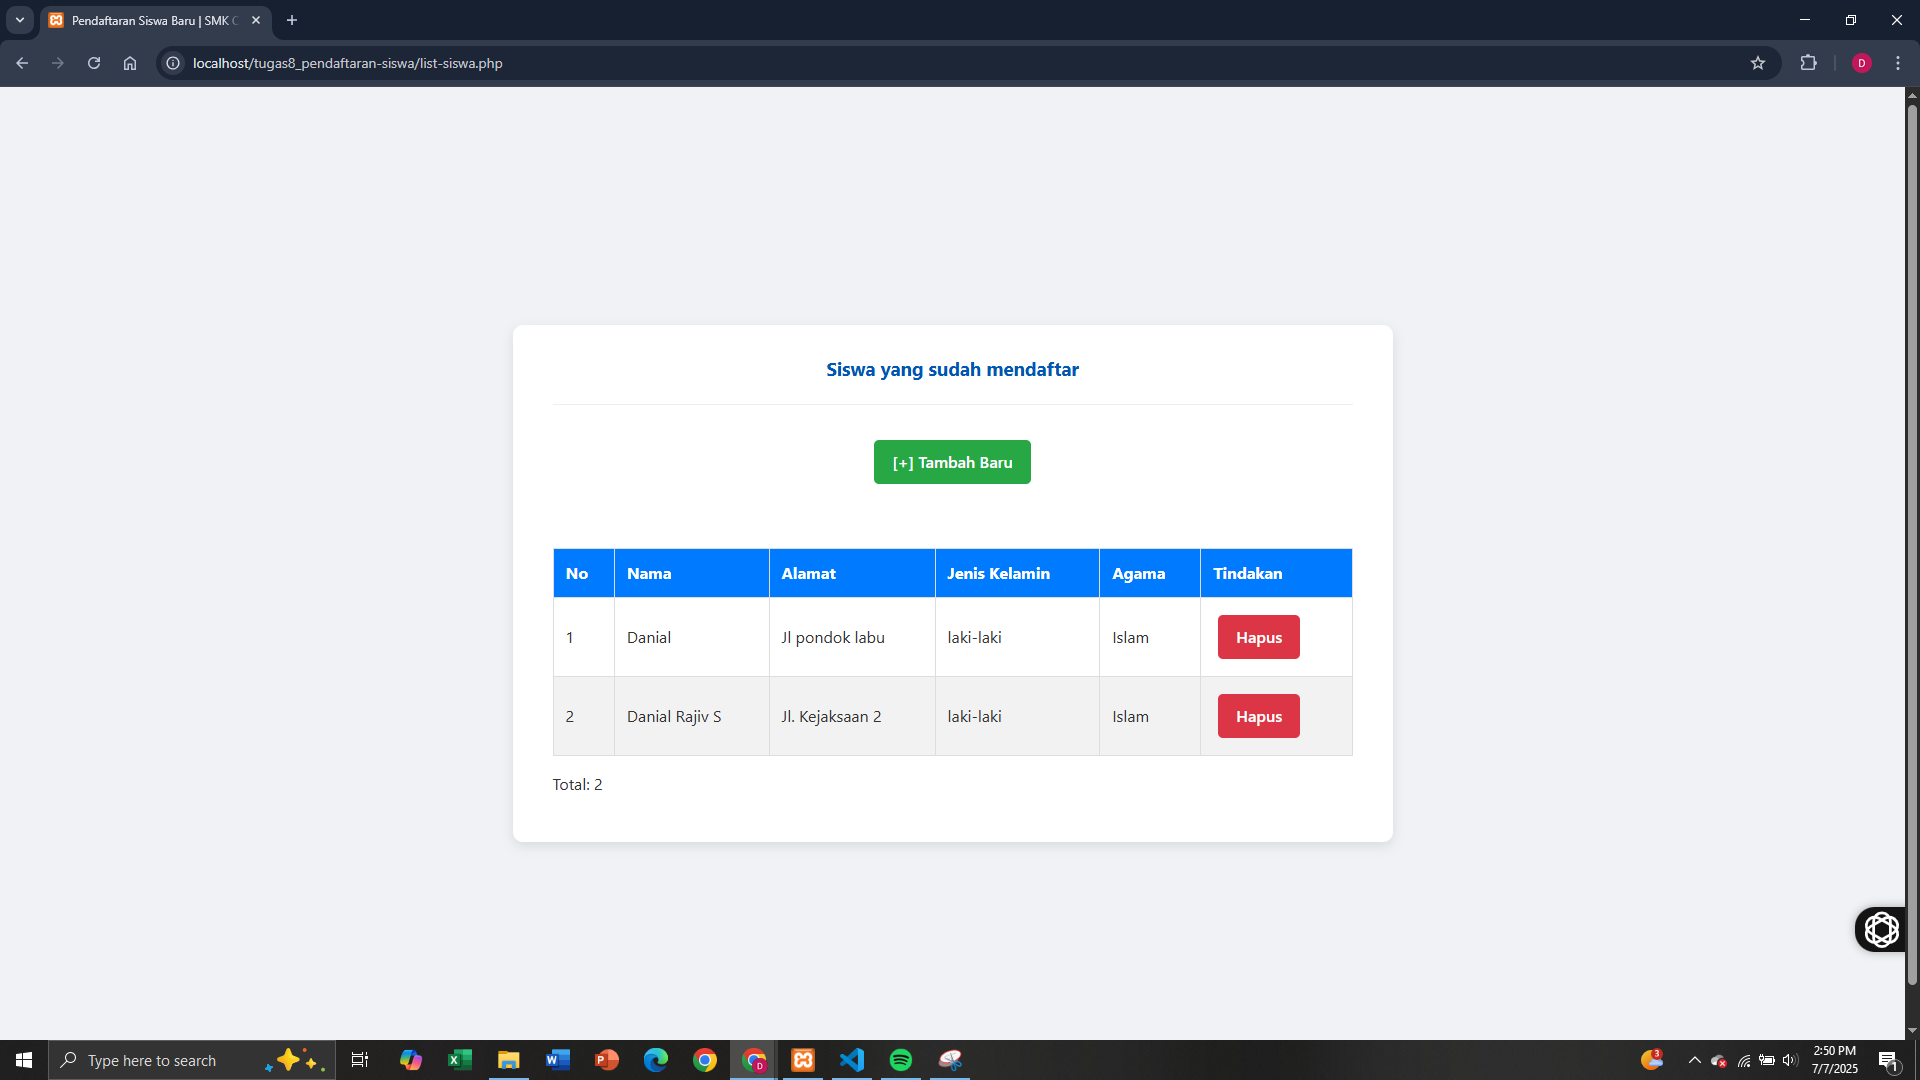 Pendaftaran Siswa Baru | SMK C
localhost/tugas8_pendaftaran-siswa/list-siswa.php
D
Siswa yang sudah mendaftar
[+] Tambah Baru
No Nama Alamat Jenis Kelamin Agama Tindakan
1 Danial Jl pondok labu laki-laki Islam Hapus
2 Danial Rajiv S Jl. Kejaksaan 2 laki-laki Islam Hapus
Total: 2
Type here to search
D
3
2:50 PM
7/7/2025
1